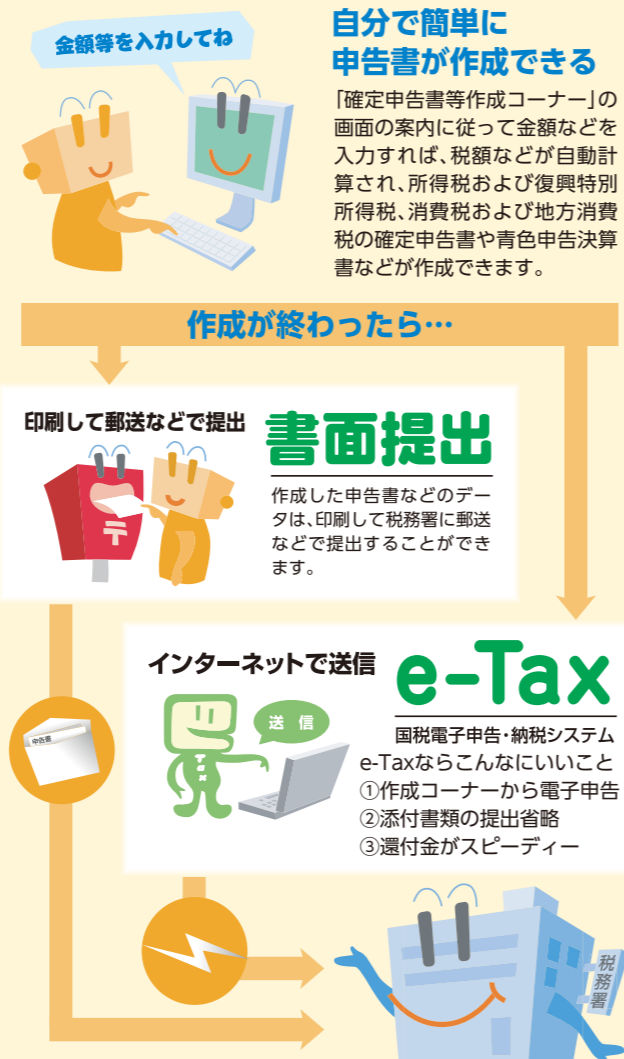 金額等を入力してね
自分で簡単に
申告書が作成できる
「確定申告書等作成コーナー」の
画面の案内に従って金額などを
入力すれば、税額などが自動計
算され、所得税および復興特別
所得税、消費税および地方消費
税の確定申告書や青色申告決算
書などが作成できます。
作成が終わったら…
印刷して郵送などで提出
書面提出
作成した申告書などのデー
タは、印刷して税務署に郵送
などで提出することができ
ます。
〒
インターネットで送信
e-Tax
送信
タax
国税電子申告・納税システム
e-Taxならこんなにいいこと
①作成コーナーから電子申告
②添付書類の提出省略
③還付金がスピーディー
申告書
税務署